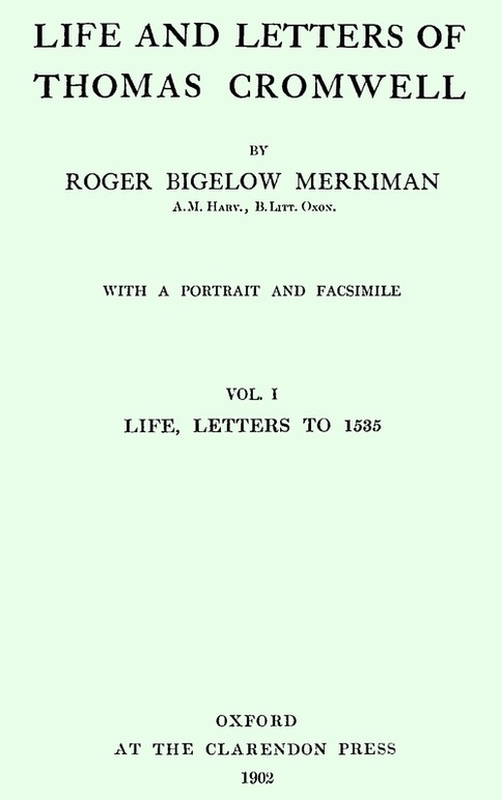 LIFE AND LETTERS OF
THOMAS CROMWELL
BY
ROGER BIGELOW MERRIMAN
A.M. Harv., B.Litt. Oxon.
WITH A PORTRAIT AND FACSIMILE
VOL. I
LIFE, LETTERS TO 1535
OXFORD
AT THE CLARENDON PRESS
1902